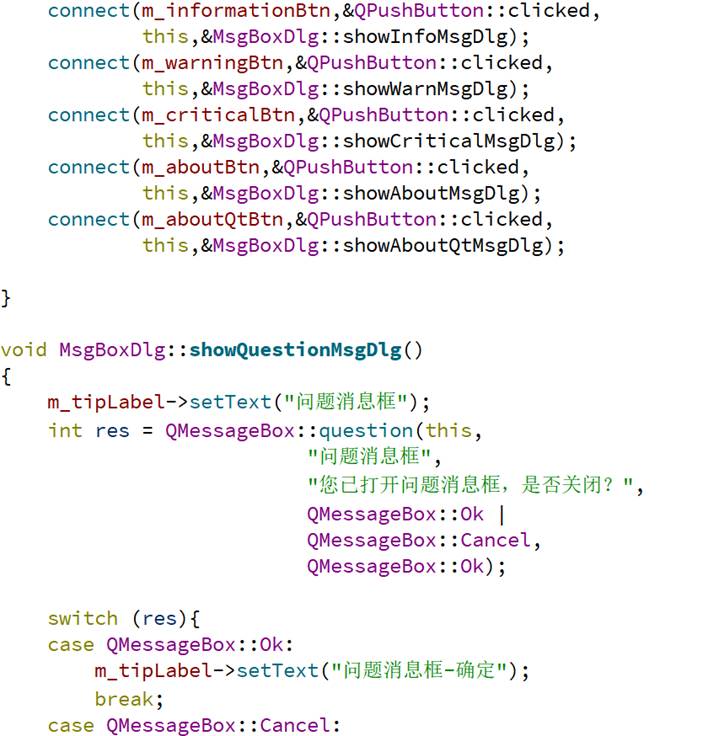 connect(m_informationBtn,&QPushButton::clicked,
this,&MsgBoxDlg::showInfoMsgDlg);
connect(m_warningBtn,&QPushButton::clicked,
this,&MsgBoxDlg::showWarnMsgDlg);
connect(m_criticalBtn,&QPushButton::clicked,
this,&MsgBoxDlg::showCriticalMsgDlg);
connect(m_aboutBtn,&QPushButton::clicked,
this,&MsgBoxDlg::showAboutMsgDlg);
connect(m_aboutQtBtn,&QPushButton::clicked,
this,&MsgBoxDlg::showAboutQtMsgDlg);
}
void MsgBoxDlg::showQuestionMsgDlg()
{
m_tipLabel->setText("问题消息框");
int res = QMessageBox::question(this,
"问题消息框",
"您已打开问题消息框，是否关闭？",
QMessageBox::Ok |
QMessageBox::Cancel,
QMessageBox::Ok);
switch (res){
case QMessageBox::Ok:
m_tipLabel->setText("问题消息框-确定");
break;
case QMessageBox::Cancel: